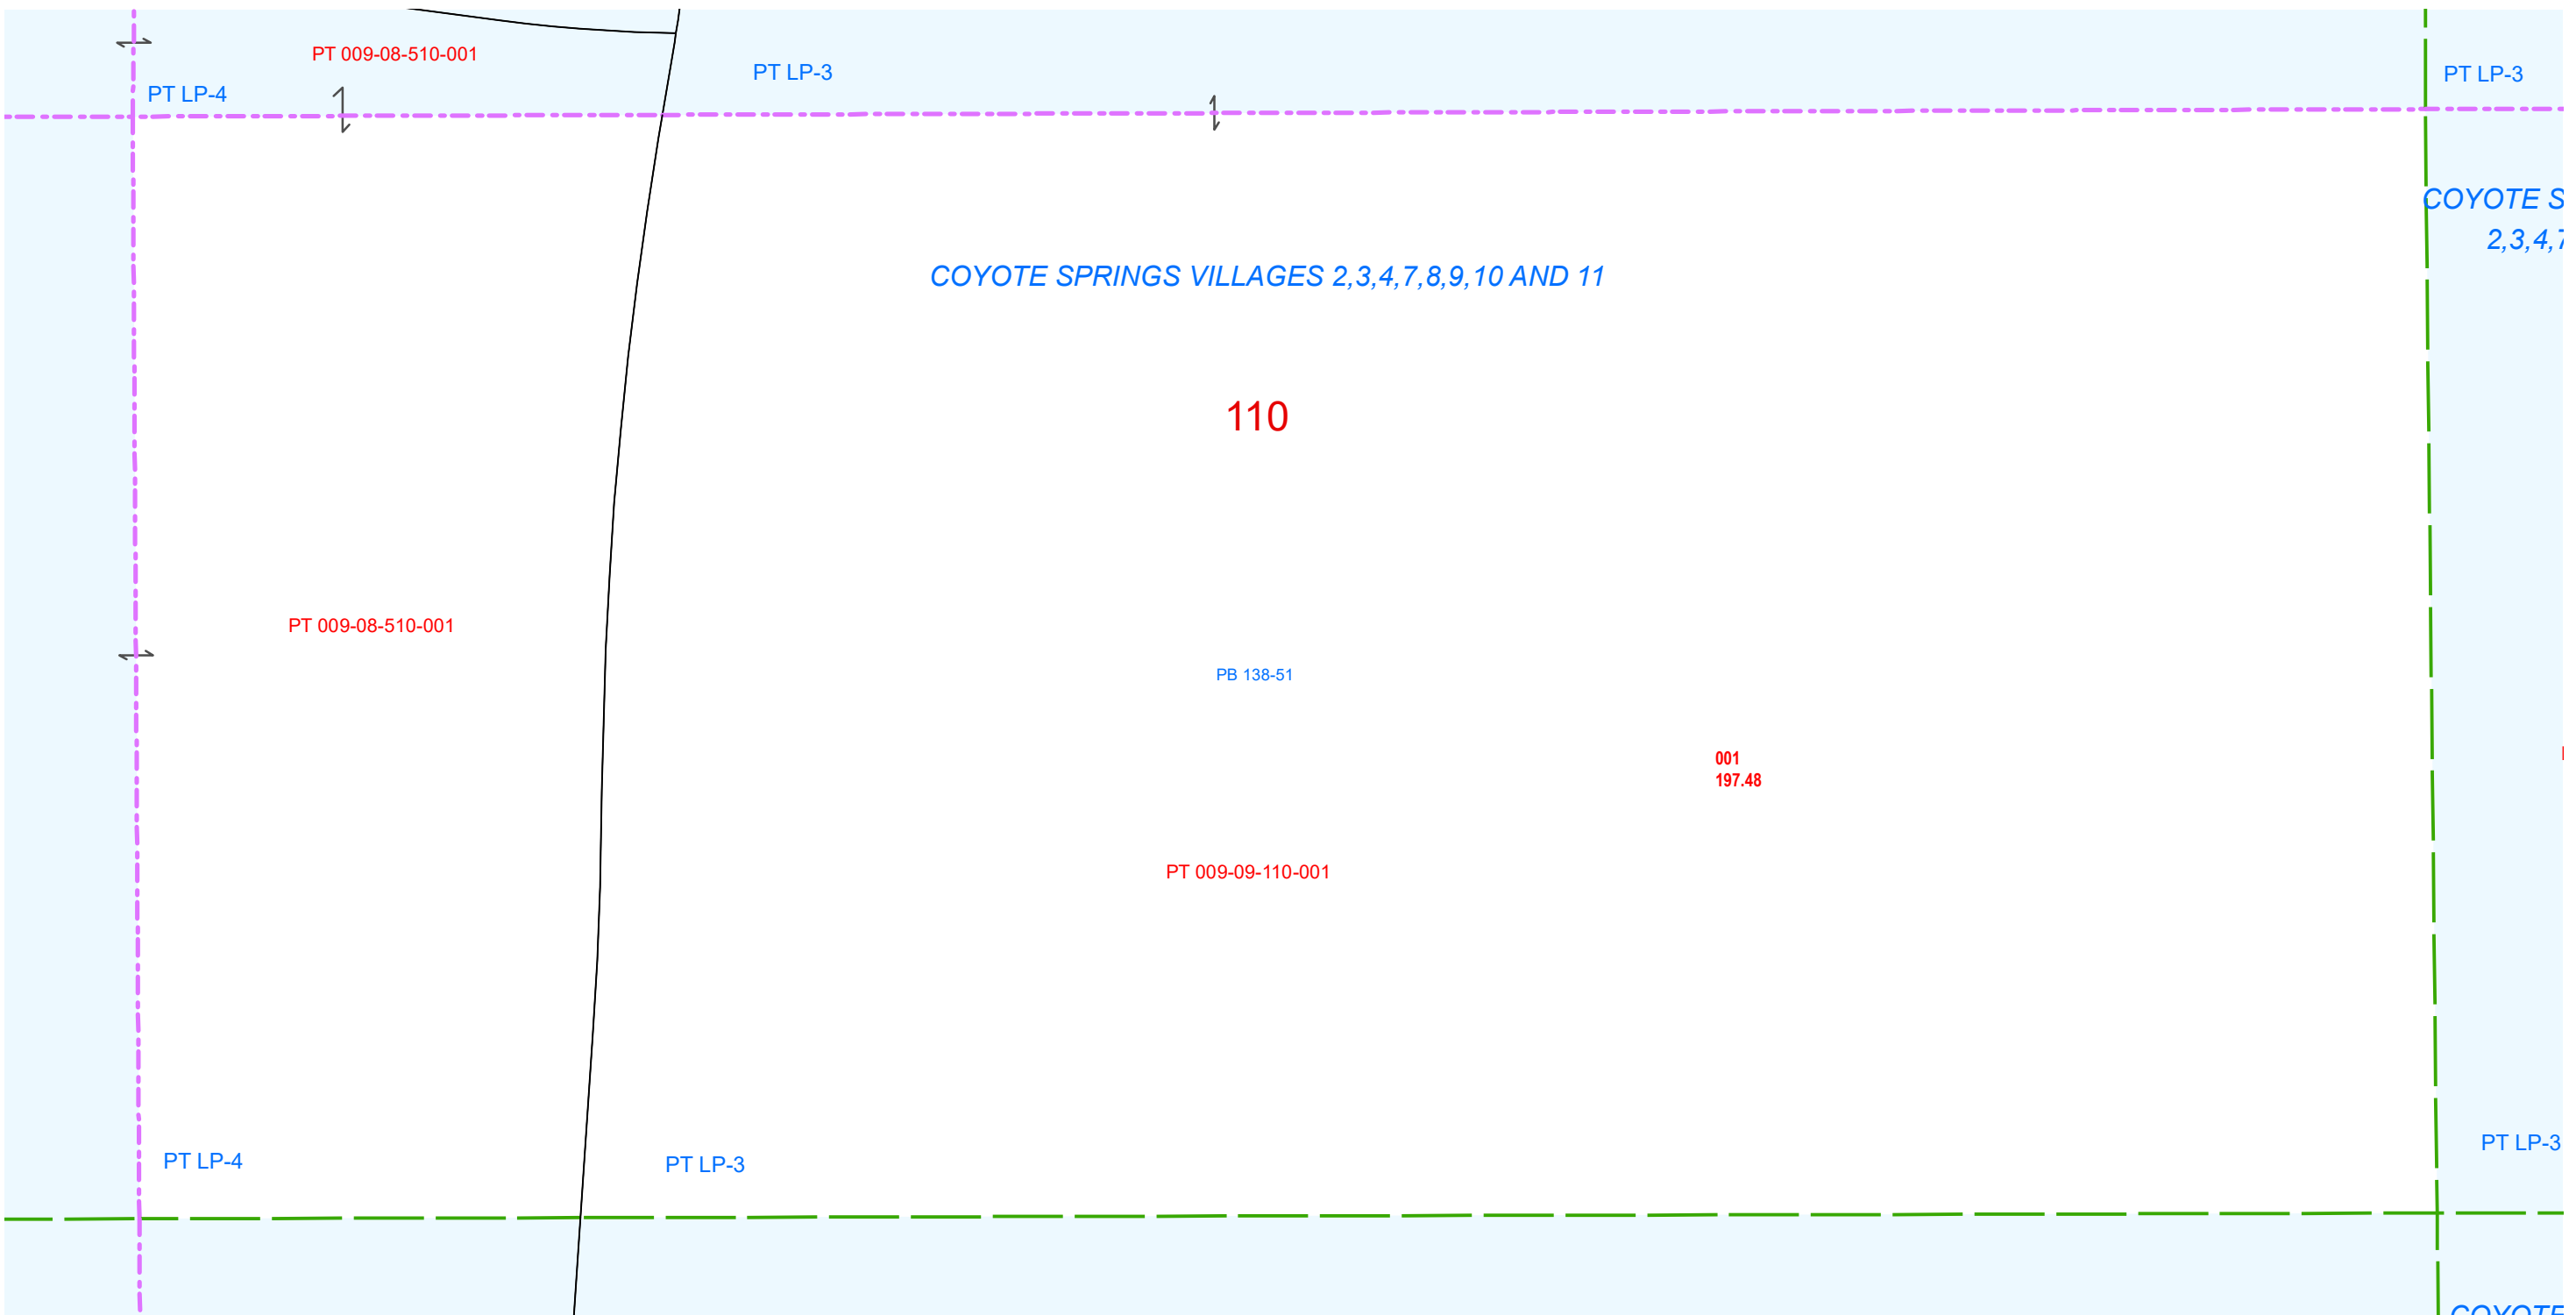 PT 009-08-510-001
PT LP-4
PT LP-3
PT LP-3
COYOTE S
2,3,4,7
COYOTE SPRINGS VILLAGES 2,3,4,7,8,9,10 AND 11
110
PT 009-08-510-001
PB 138-51
001
197.48
PT 009-09-110-001
PT LP-4
PT LP-3
PT LP-3
COYOTE